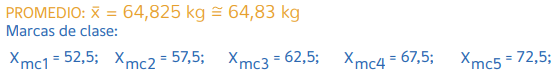 PROMEDIO: x̄ = 64,825 kg ≅ 64,83 kg
Marcas de clase:
Xmc1 = 52,5; Xmc2 = 57,5; Xmc3 = 62,5; Xmc4 = 67,5; Xmc5 = 72,5;